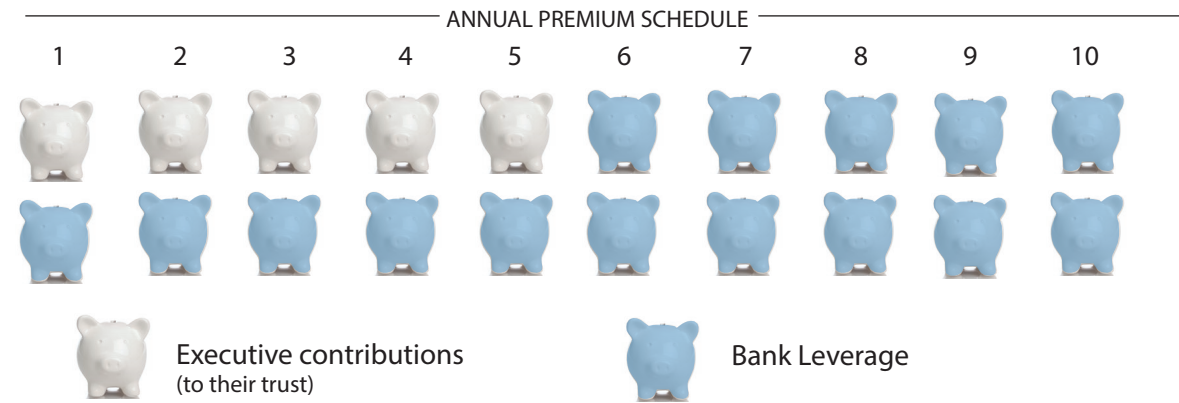 ANNUAL PREMIUM SCHEDULE
1 2 3 4 5 6 7 8 9 10
Executive contributions
(to their trust)
Bank Leverage